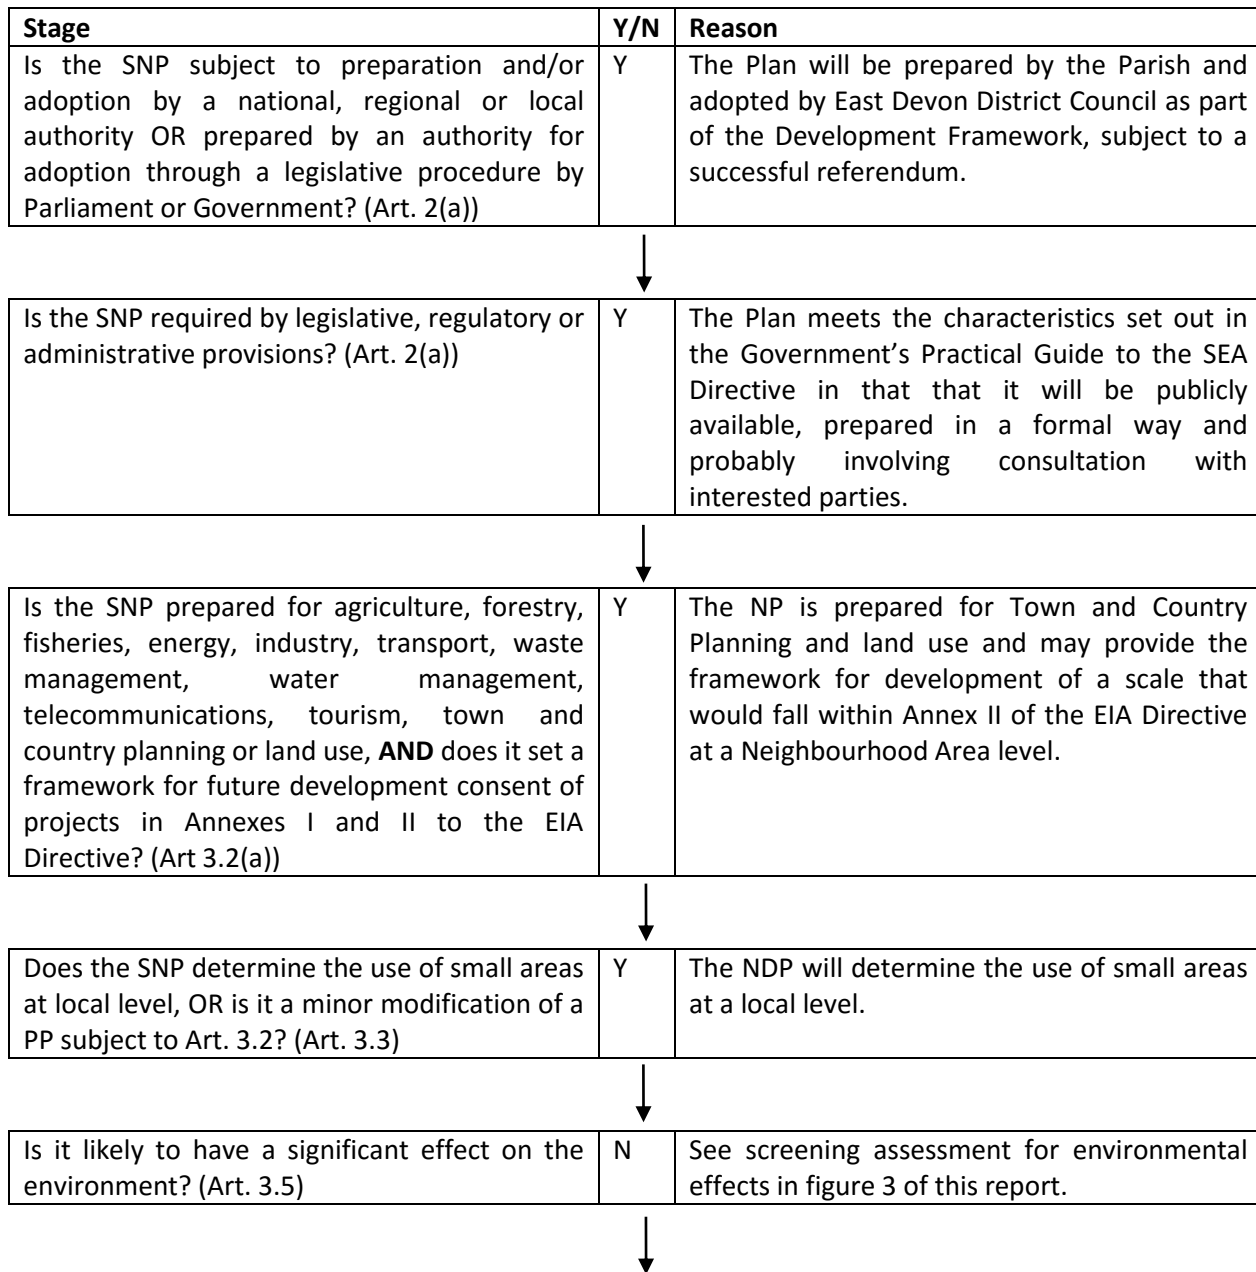 Stage Y/N Reason
Is the SNP subject to preparation and/or Y The Plan will be prepared by the Parish and
adoption by a national, regional or local adopted by East Devon District Council as part
authority OR prepared by an authority for of the Development Framework, subject to a
adoption through a legislative procedure by successful referendum.
Parliament or Government? (Art. 2(a))
Is the SNP required by legislative, regulatory or Y The Plan meets the characteristics set out in
administrative provisions? (Art. 2(a)) the Government’s Practical Guide to the SEA
Directive in that that it will be publicly
available, prepared in a formal way and
probably involving consultation with
interested parties.
Is the SNP prepared for agriculture, forestry, Y The NP is prepared for Town and Country
fisheries, energy, industry, transport, waste Planning and land use and may provide the
management, water management, framework for development of a scale that
telecommunications, tourism, town and would fall within Annex II of the EIA Directive
country planning or land use, AND does it set a at a Neighbourhood Area level.
framework for future development consent of
projects in Annexes I and II to the EIA
Directive? (Art 3.2(a))
Does the SNP determine the use of small areas Y The NDP will determine the use of small areas
at local level, OR is it a minor modification of a at a local level.
PP subject to Art. 3.2? (Art. 3.3)
Is it likely to have a significant effect on the N See screening assessment for environmental
environment? (Art. 3.5) effects in figure 3 of this report.